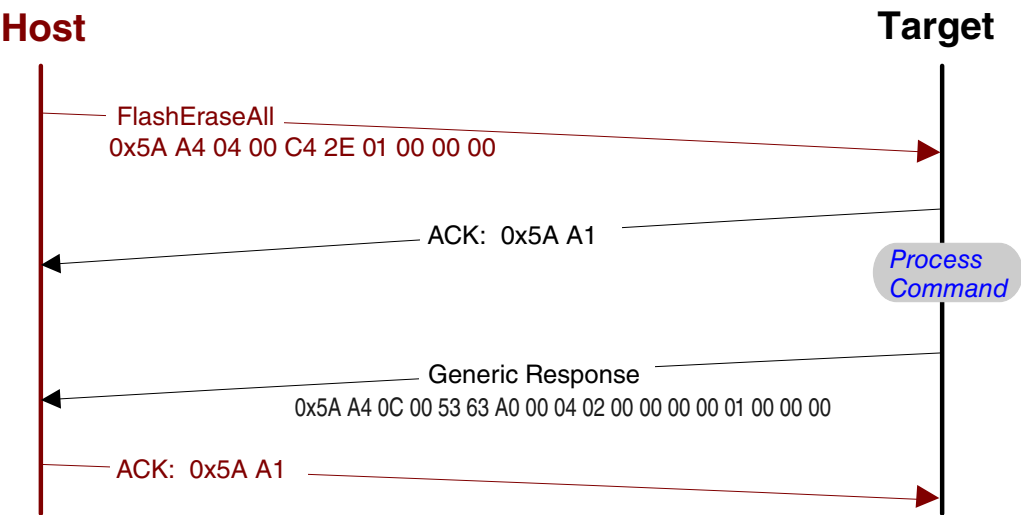 Host
Target
FlashEraseAll
0x5A A4 04 00 C4 2E 01 00 00 00
ACK: 0x5A A1
Process
Command
Generic Response
0x5A A4 0C 00 53 63 A0 00 04 02 00 00 00 00 01 00 00 00
ACK: 0x5A A1